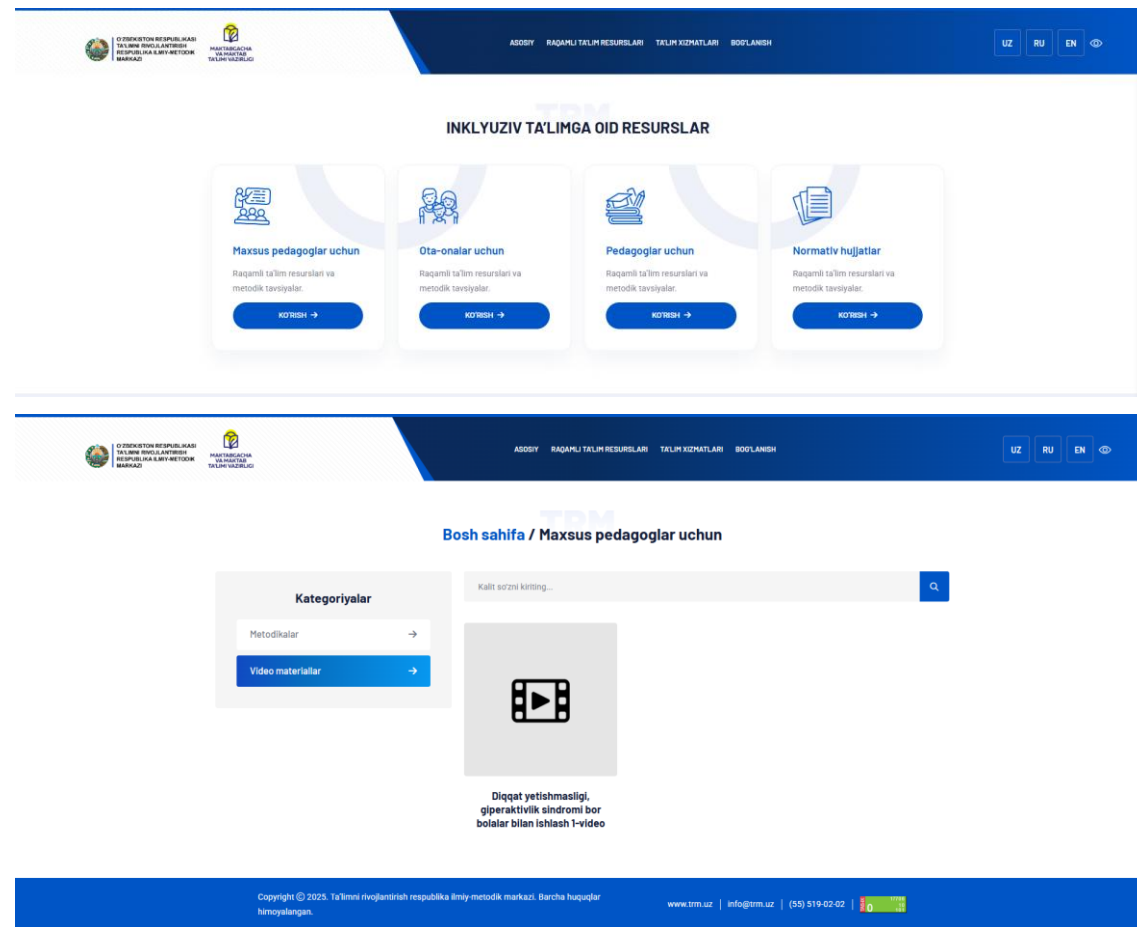 O'ZBEKISTON RESPUBLIKASI
TA'LIMNI RIVOJLANTIRISH
RESPUBLIKA ILMIY-METODIK
MARKAZI
MAKTABGACHA
VA MAKTAB
TA'LIMI VAZIRLIGI
ASOSIY RAQAMLI TA'LIM RESURSLARI TA'LIM XIZMATLARI BOG'LANISH
UZ RU EN
TRM
INKLYUZIV TA'LIMGA OID RESURSLAR
Maxsus pedagoglar uchun
Raqamli ta'lim resurslari va
metodik tavsiyalar.
KO'RISH →
Ota-onalar uchun
Raqamli ta'lim resurslari va
metodik tavsiyalar.
KO'RISH →
Pedagoglar uchun
Raqamli ta'lim resurslari va
metodik tavsiyalar.
KO'RISH →
Normativ hujjatlar
Raqamli ta'lim resurslari va
metodik tavsiyalar.
KO'RISH →
O'ZBEKISTON RESPUBLIKASI
TA'LIMNI RIVOJLANTIRISH
RESPUBLIKA ILMIY-METODIK
MARKAZI
MAKTABGACHA
VA MAKTAB
TA'LIMI VAZIRLIGI
ASOSIY RAQAMLI TA'LIM RESURSLARI TA'LIM XIZMATLARI BOG'LANISH
UZ RU EN
TRM
Bosh sahifa / Maxsus pedagoglar uchun
Kategoriyalar
Metodikalar →
Video materiallar →
Kalit so'zni kiriting...
Diqqat yetishmasligi,
giperaktivlik sindromi bor
bolalar bilan ishlash 1-video
Copyright © 2025. Ta'limni rivojlantirish respublika ilmiy-metodik markazi. Barcha huquqlar
himoyalangan.
www.trm.uz | info@trm.uz | (55) 519-02-02 |
0